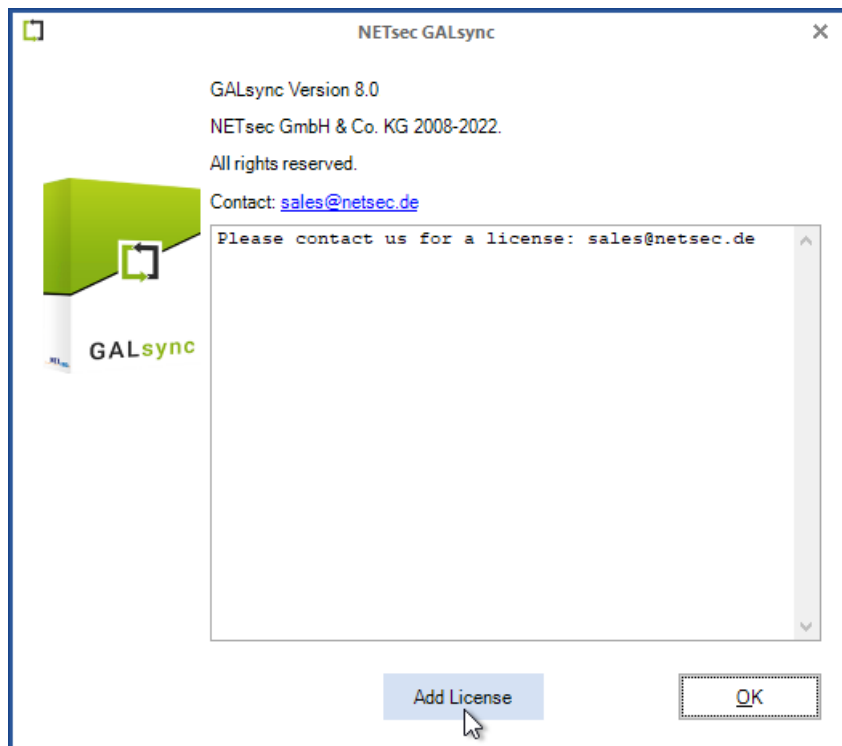 NETsec GALsync
GALsync Version 8.0
NETsec GmbH & Co. KG 2008-2022.
All rights reserved.
Contact: sales@netsec.de
Please contact us for a license: sales@netsec.de
GALsync
Add License
OK